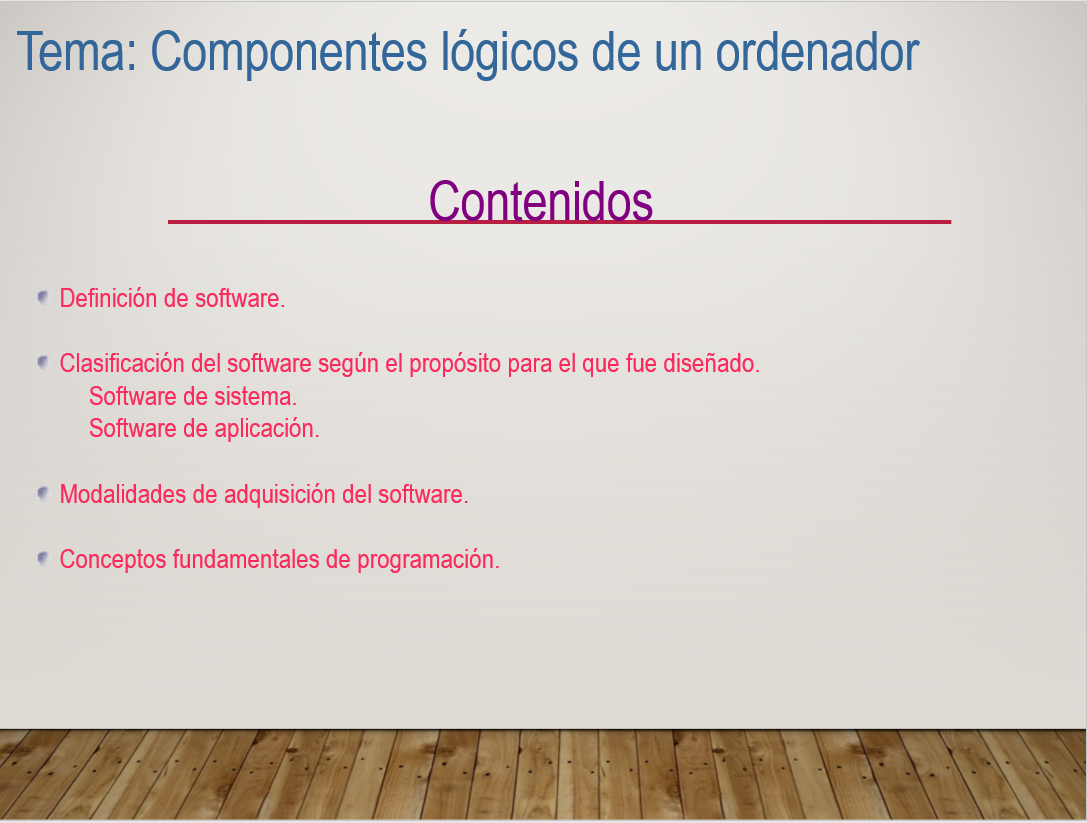 Tema: Componentes lógicos de un ordenador
Contenidos
Definición de software.
Clasificación del software según el propósito para el que fue diseñado.
Software de sistema.
Software de aplicación.
Modalidades de adquisición del software.
Conceptos fundamentales de programación.